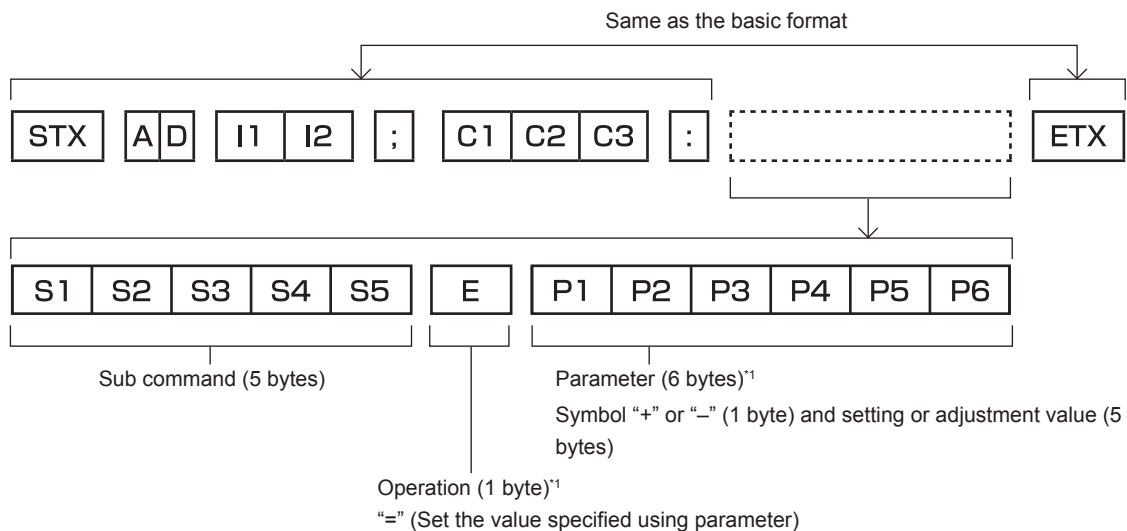 Same as the basic format
STX AD I1 I2 ; C1 C2 C3 : ETX
S1 S2 S3 S4 S5 E P1 P2 P3 P4 P5 P6
Sub command (5 bytes)
Parameter (6 bytes)*1
Symbol “+” or “–” (1 byte) and setting or adjustment value (5
bytes)
Operation (1 byte)*1
“=” (Set the value specified using parameter)